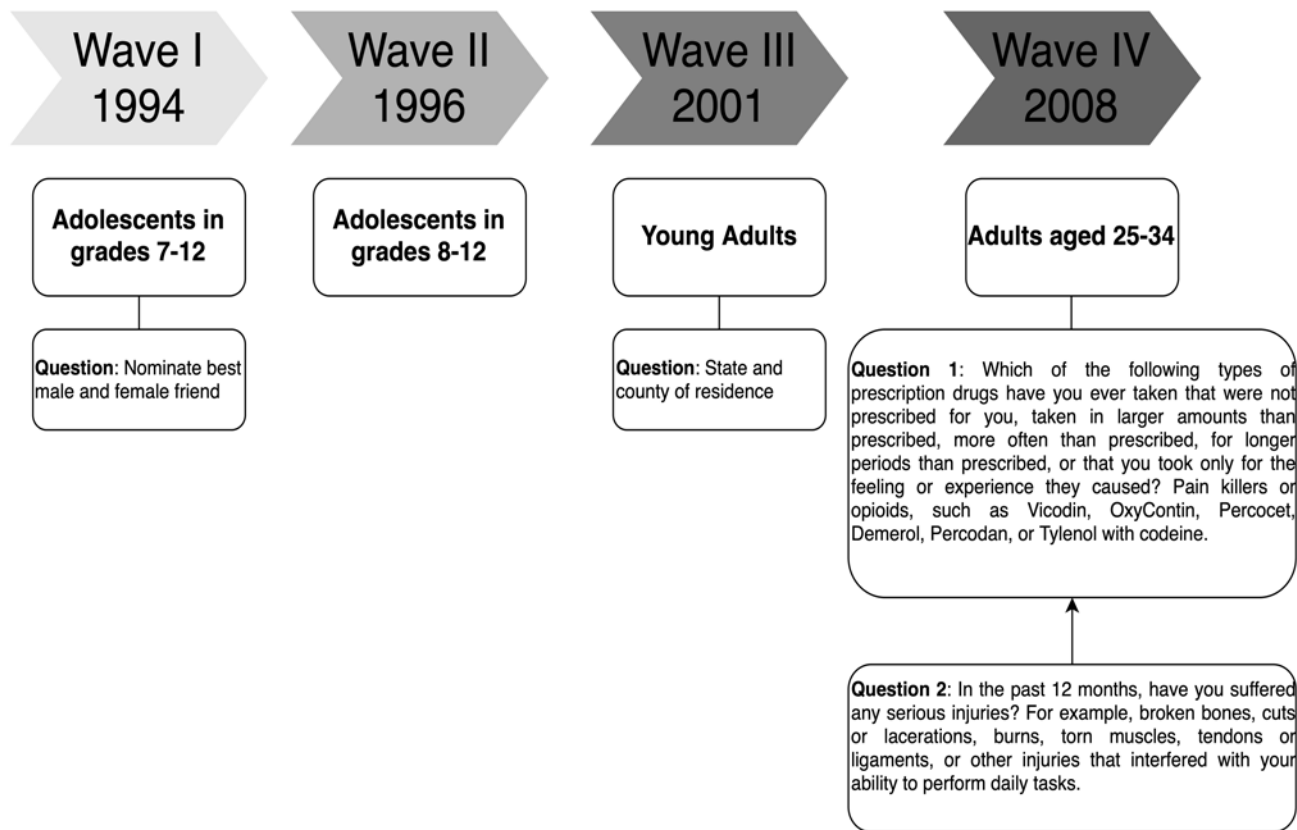 Wave I
1994
Wave II
1996
Wave III
2001
Wave IV
2008
Adolescents in
grades 7-12
Adolescents in
grades 8-12
Young Adults
Adults aged 25-34
Question: Nominate best
male and female friend
Question: State and
county of residence
Question 1: Which of the following types of
prescription drugs have you ever taken that were not
prescribed for you, taken in larger amounts than
prescribed, more often than prescribed, for longer
periods than prescribed, or that you took only for the
feeling or experience they caused? Pain killers or
opioids, such as Vicodin, OxyContin, Percocet,
Demerol, Percodan, or Tylenol with codeine.
Question 2: In the past 12 months, have you suffered
any serious injuries? For example, broken bones, cuts
or lacerations, burns, torn muscles, tendons or
ligaments, or other injuries that interfered with your
ability to perform daily tasks.